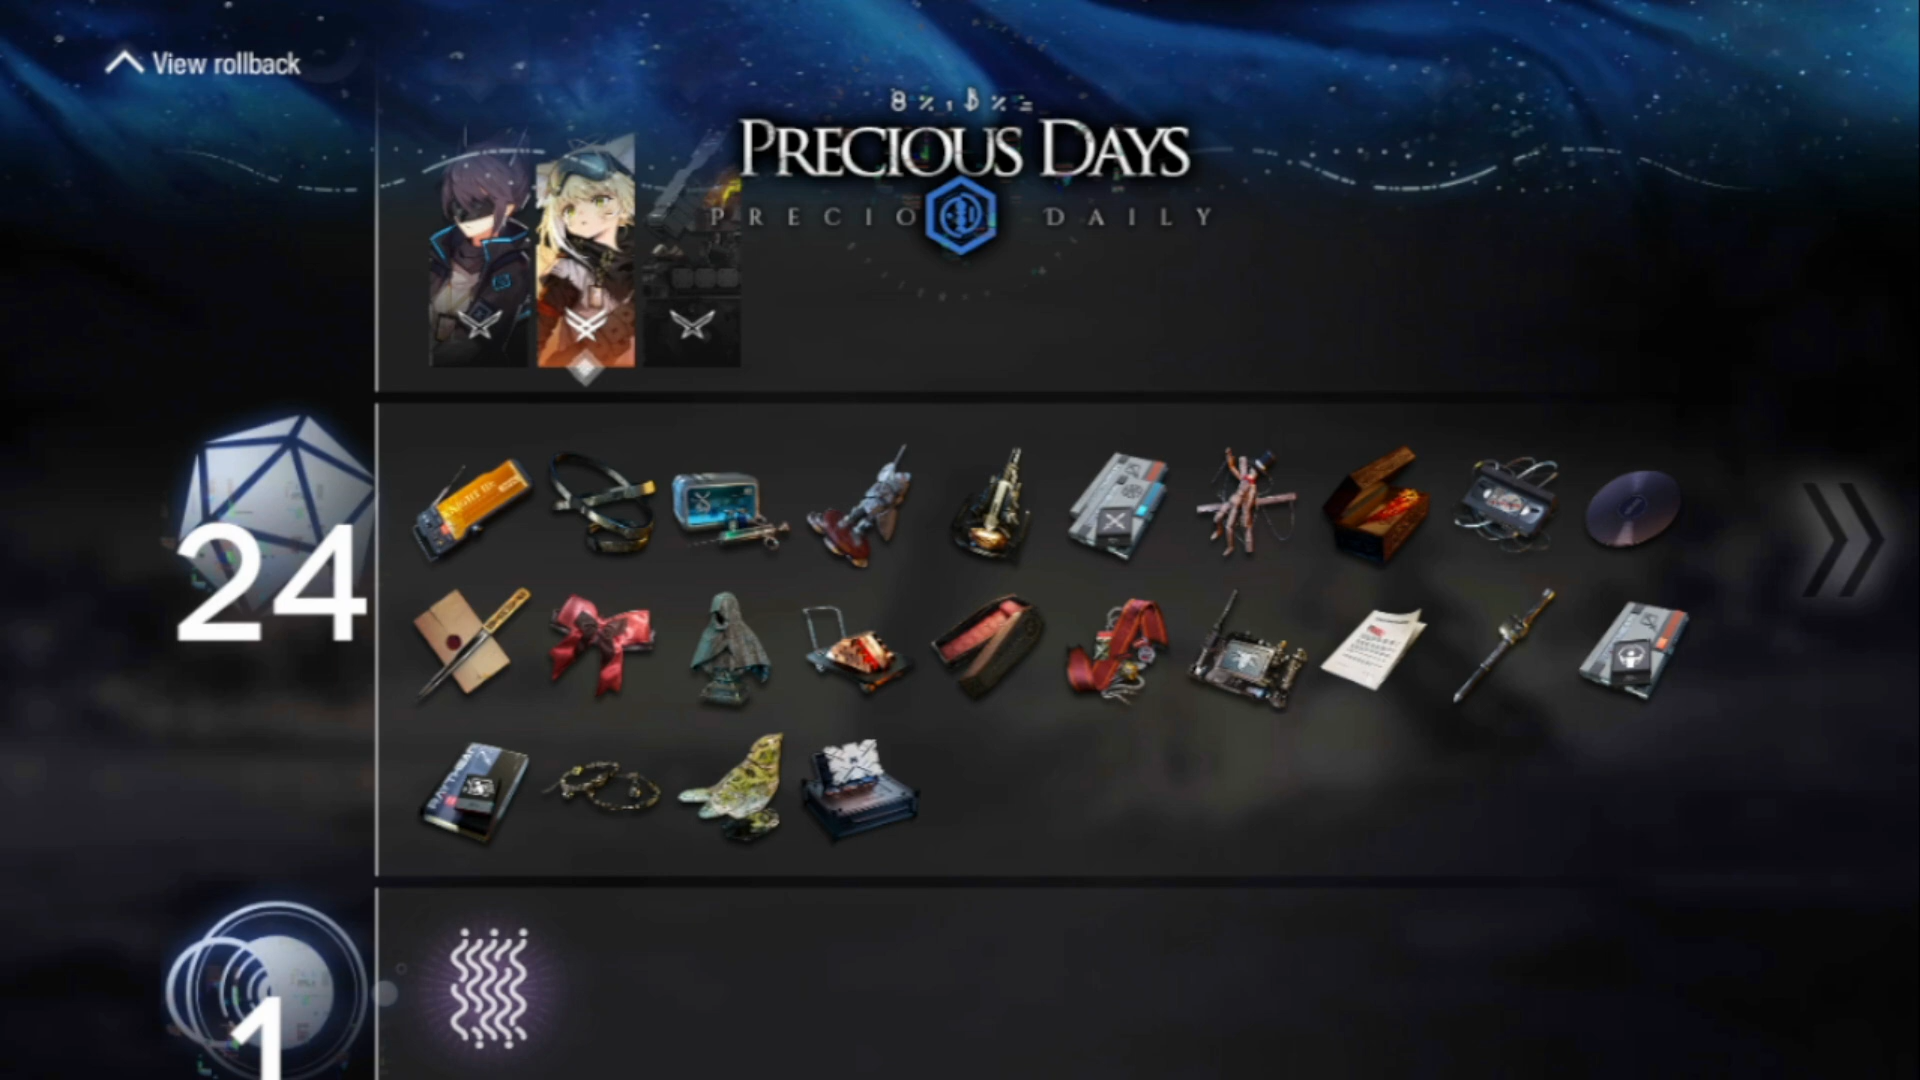 View rollback
PRECIOUS DAYS
PRECIO DAILY
24
1